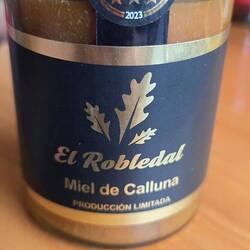 2023
El Robledal
Miel de Calluna
PRODUCCIÓN LIMITADA